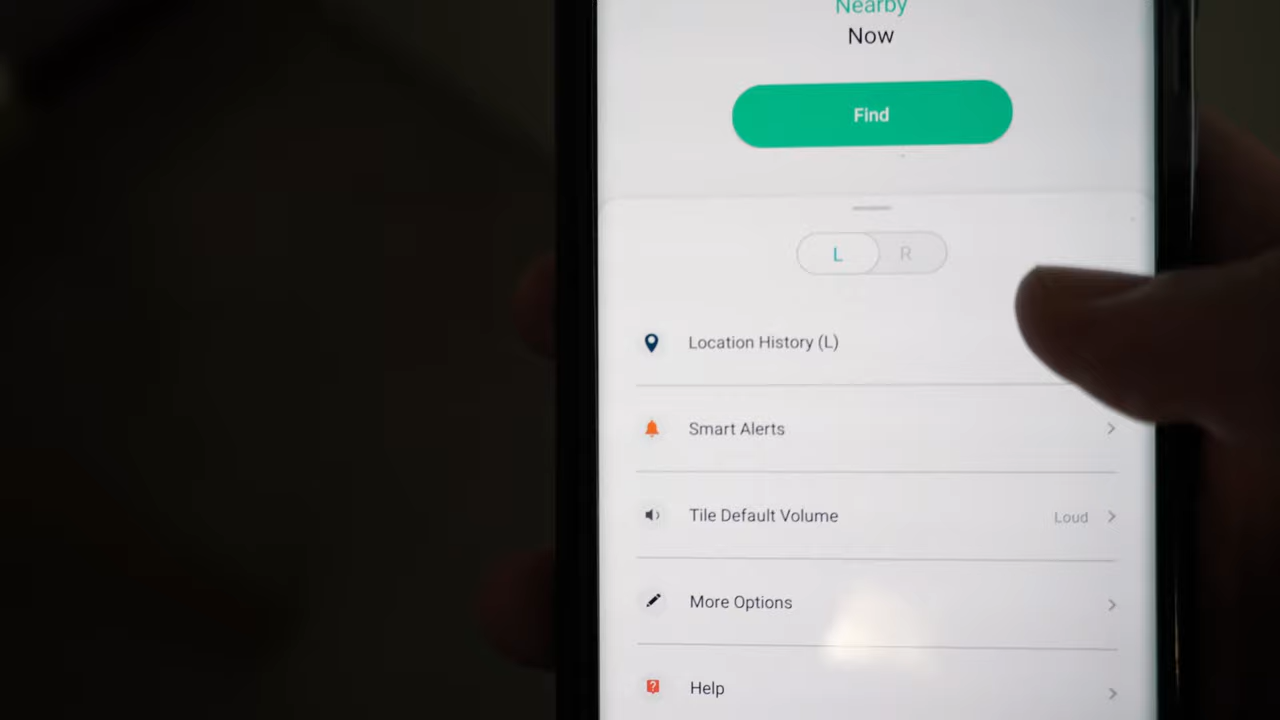 Nearby
Now
Find
L R
Location History (L)
Smart Alerts
Tile Default Volume Loud
More Options
Help